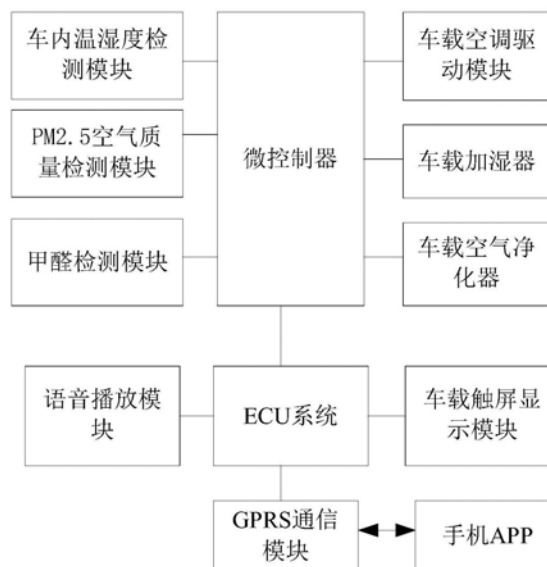 车内温湿度检
测模块
PM2.5空气质
量检测模块
甲醛检测模块
微控制器
车载空调驱
动模块
车载加湿器
车载空气净
化器
语音播放模
块
ECU系统
车载触屏显
示模块
GPRS通信
模块
手机APP